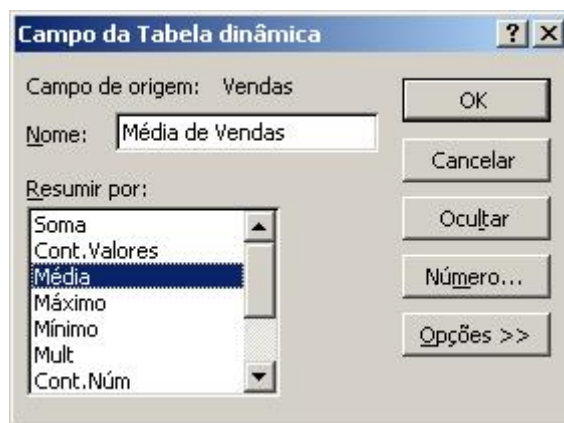 Campo da Tabela dinâmica
Campo de origem: Vendas
Nome: Média de Vendas
Resumir por:
Soma
Cont.Valores
Média
Máximo
Mínimo
Mult
Cont.Núm
OK
Cancelar
Ocultar
Número...
Opções >>